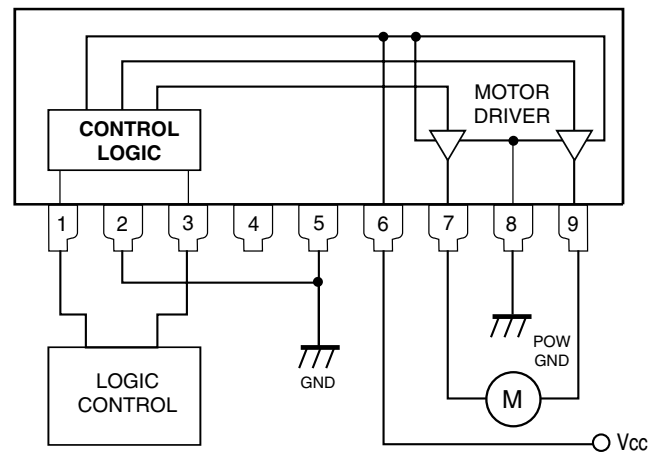 MOTOR
DRIVER
CONTROL
LOGIC
1 2 3 4 5 6 7 8 9
LOGIC
CONTROL
GND
POW
GND
M
Vcc